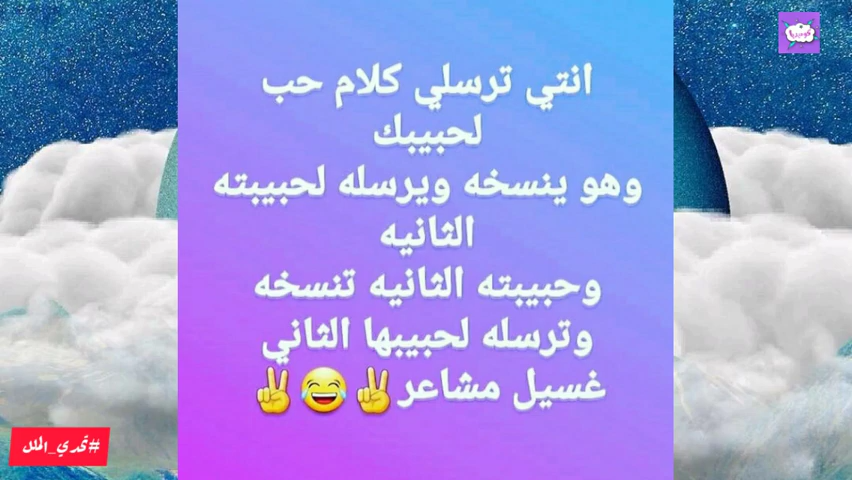 انتي ترسلي كلام حب
لحبيبك
وهو ينسخه ويرسله لحبيبته
الثانيه
وحبيبته الثانيه تنسخه
وترسله لحبيبها الثاني
غسيل مشاعر✌😂✌
#تحدي_الملل
كوميديا